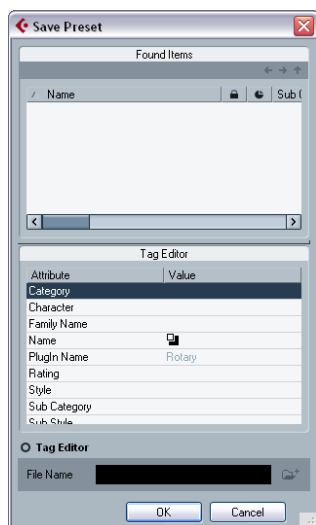 Save Preset
Found Items
Name Sub (
Tag Editor
Attribute Value
Category
Character
Family Name
Name
PlugIn Name Rotary
Rating
Style
Sub Category
Sub Style
Tag Editor
File Name
OK Cancel